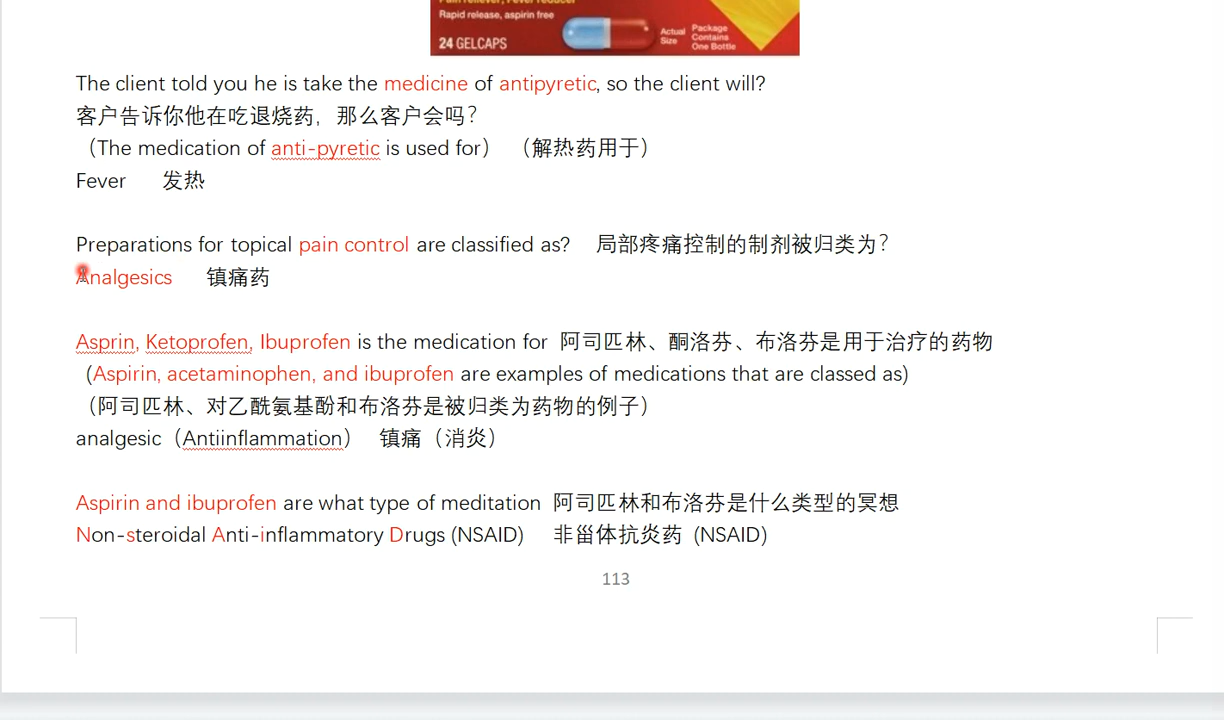 Pain reliever, Fever reducer
Rapid release, aspirin free
24 GELCAPS
Actual Size
Package Contains One Bottle
The client told you he is take the medicine of antipyretic, so the client will?
客户告诉你他在吃退烧药，那么客户会吗？
（The medication of anti-pyretic is used for） （解热药用于）
Fever 发热
Preparations for topical pain control are classified as? 局部疼痛控制的制剂被归类为？
Analgesics 镇痛药
Asprin, Ketoprofen, Ibuprofen is the medication for 阿司匹林、酮洛芬、布洛芬是用于治疗的药物
(Aspirin, acetaminophen, and ibuprofen are examples of medications that are classed as)
（阿司匹林、对乙酰氨基酚和布洛芬是被归类为药物的例子）
analgesic（Antiinflammation） 镇痛（消炎）
Aspirin and ibuprofen are what type of meditation 阿司匹林和布洛芬是什么类型的冥想
Non-steroidal Anti-inflammatory Drugs (NSAID) 非甾体抗炎药 (NSAID)
113